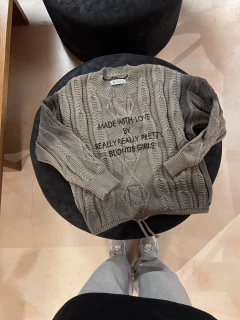 MADE WITH LOVE
BY
REALLY REALLY PRETTY
BLONDE GIRLS